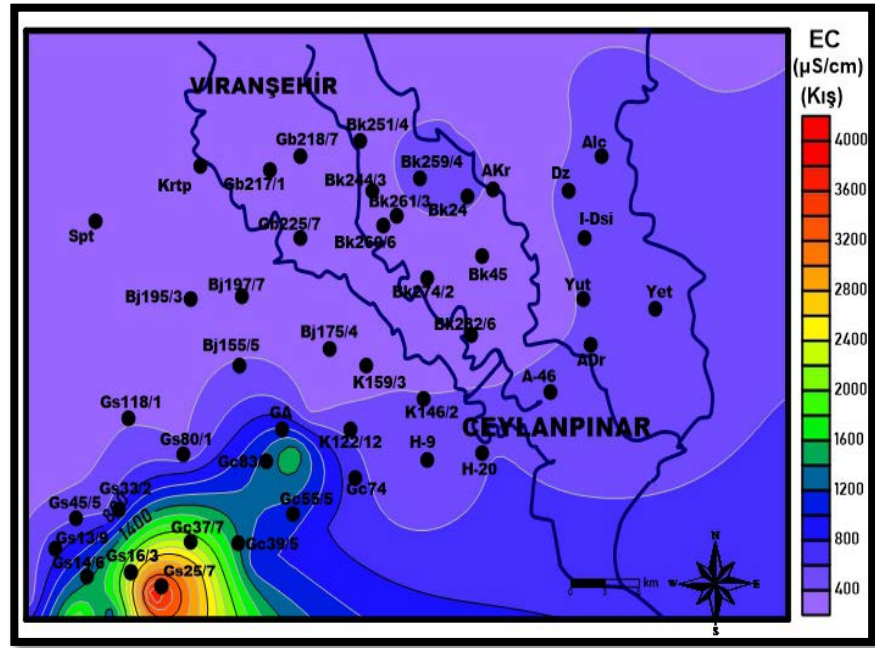 EC
(µS/cm)
(Kış)
VİRANŞEHİR
Bk251/4
Gb218/7
Alc
Bk259/4
Krtp
Gb217/1
Bk244/3
AKr
Dz
Bk261/3
Bk24
Spt
Gb225/7
Bk260/6
I-Dsi
Bk45
Bj195/3
Bj197/7
Bk274/2
Yut
Yet
Bk282/6
Bj175/4
Bj155/5
ADr
K159/3
A-46
Gs118/1
K146/2
GA
CEYLANPINAR
Gs80/1
K122/12
H-9
Gc83
H-20
Gs33/2
Gc74
Gs45/5
Gc55/5
1400
Gc37/7
Gs13/9
Gc39/5
Gs14/6
Gs16/3
Gs25/7
4000
3600
3200
2800
2400
2000
1600
1200
800
400
N
W
E
S
km